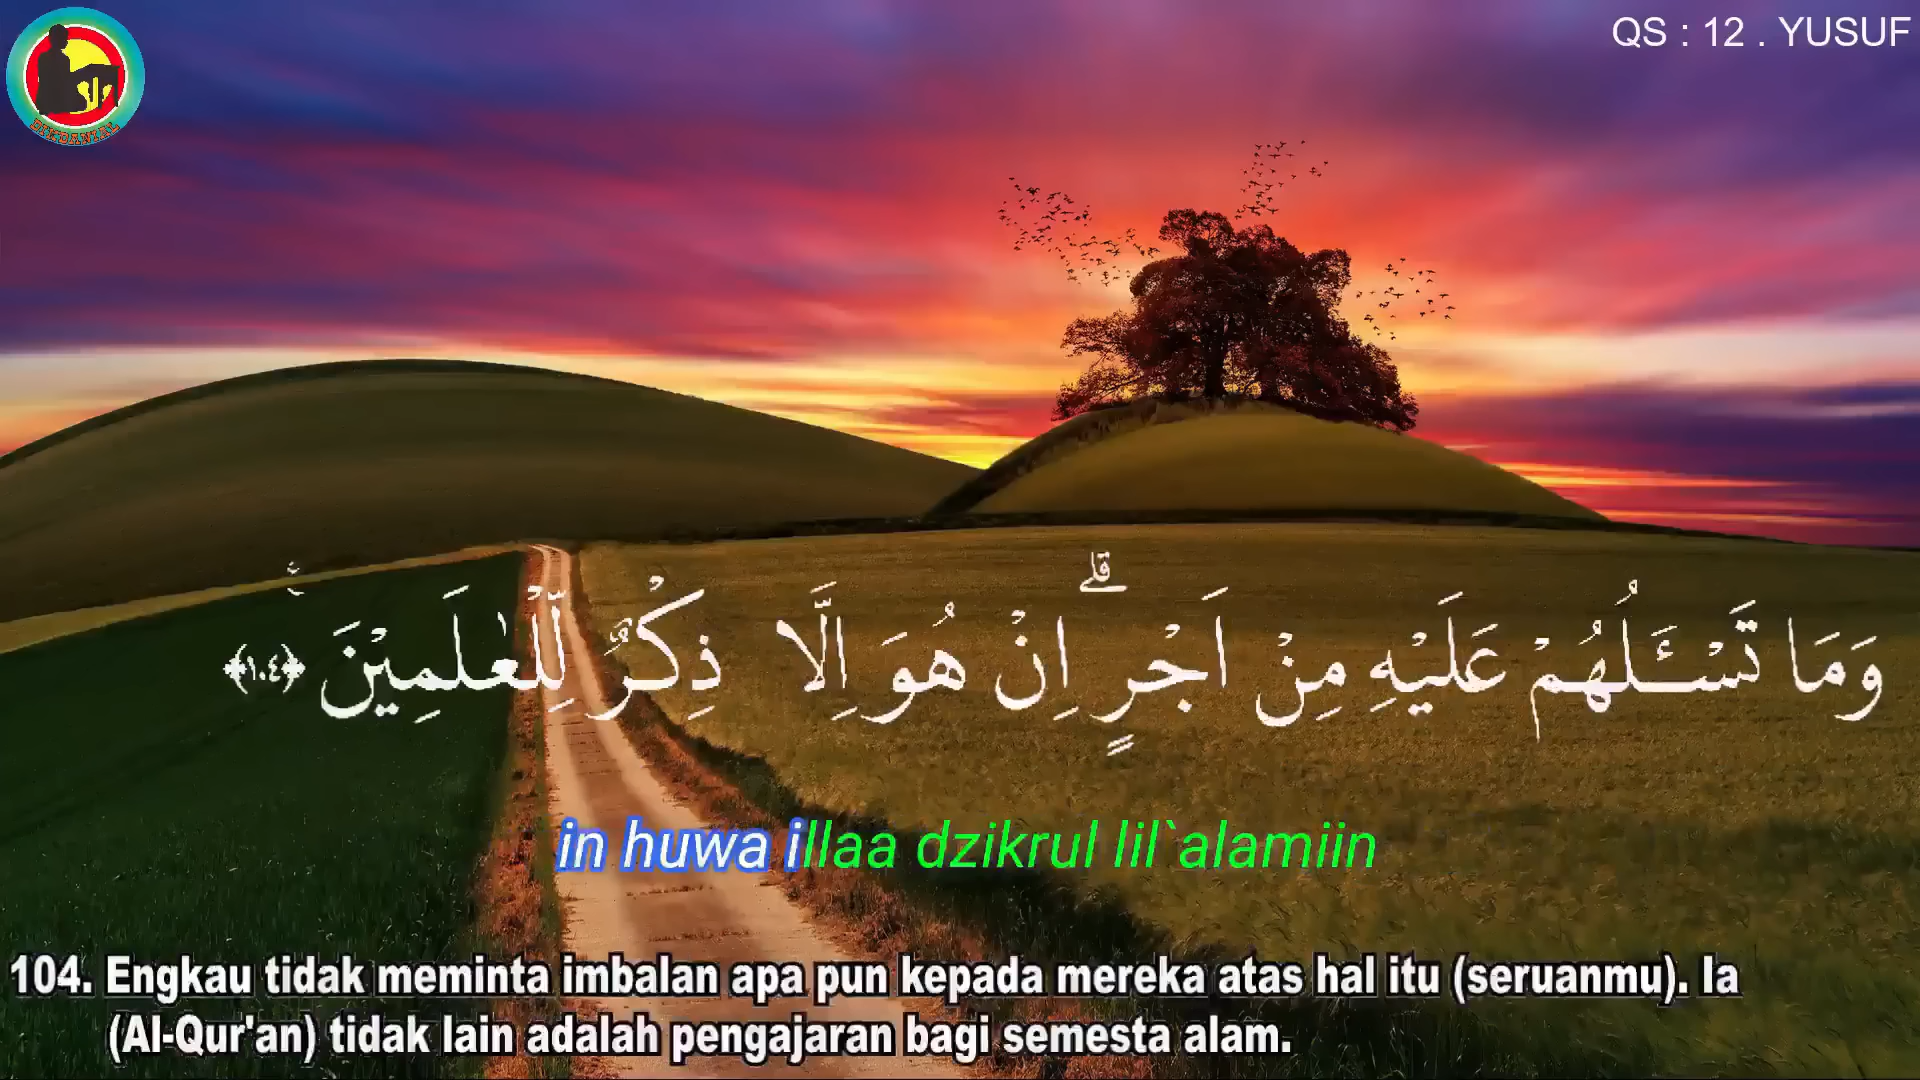 QS : 12 . YUSUF
DIMDANIAL
وَمَا تَسْـَٔلُهُمْ عَلَيْهِ مِنْ اَجْرٍۗ اِنْ هُوَ اِلَّا ذِكْرٌ لِّلْعٰلَمِيْنَ ࣖ ﴿١٠٤﴾
in huwa illaa dzikrul lil`alamiin
104. Engkau tidak meminta imbalan apa pun kepada mereka atas hal itu (seruanmu). Ia
(Al-Qur'an) tidak lain adalah pengajaran bagi semesta alam.